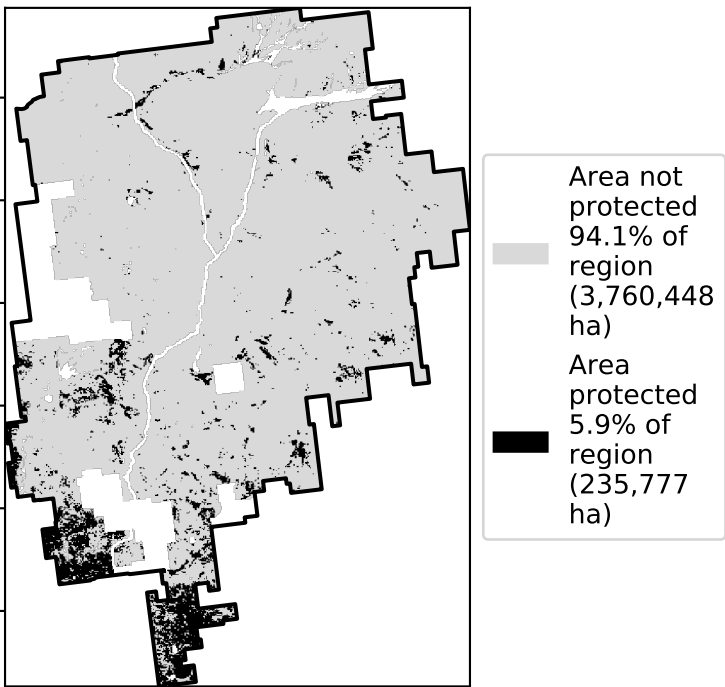 Area not
protected
94.1% of
region
(3,760,448
ha)
Area
protected
5.9% of
region
(235,777
ha)